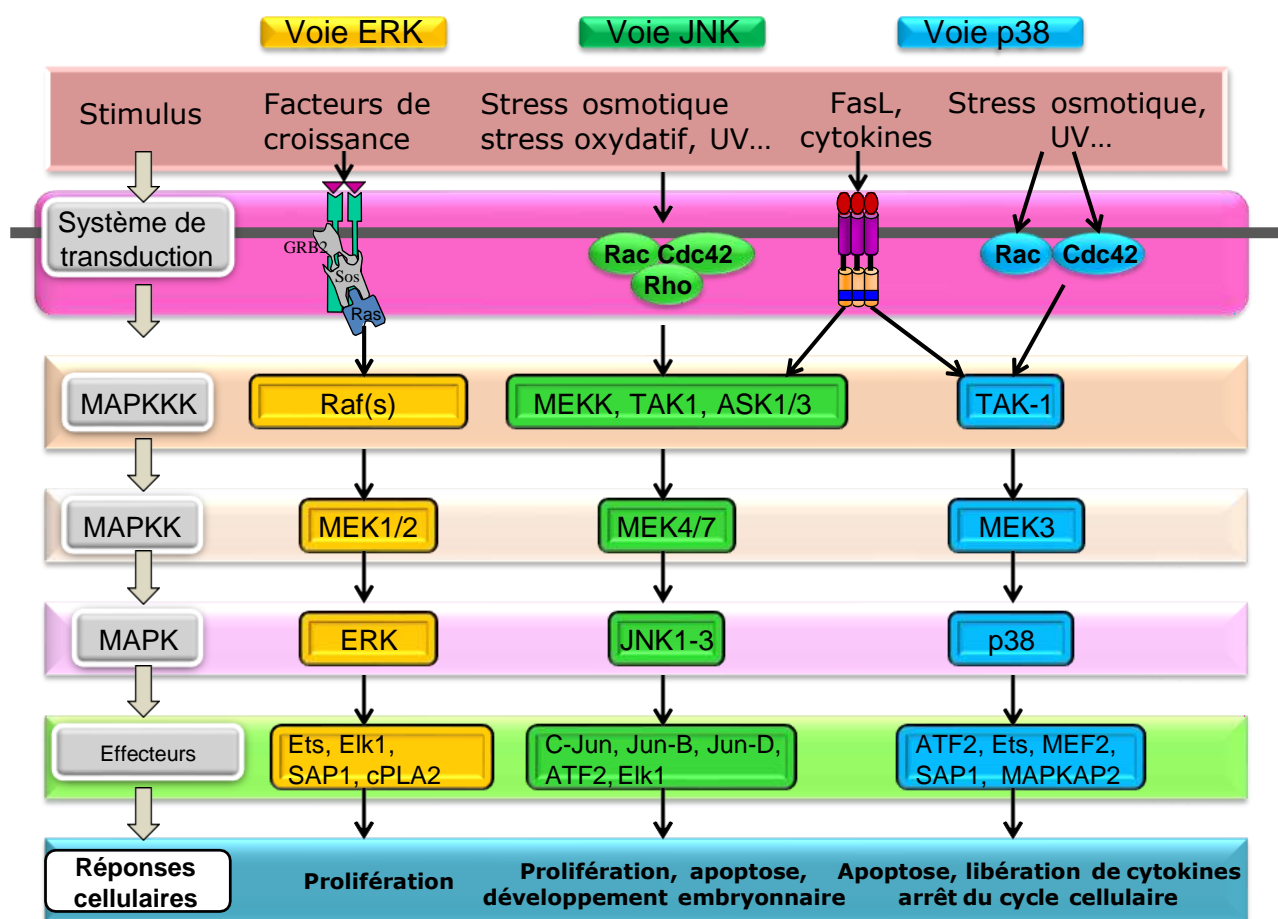 Voie ERK
Voie JNK
Voie p38
Stimulus
Facteurs de
croissance
Stress osmotique
stress oxydatif, UV…
FasL,
cytokines
Stress osmotique,
UV…
Système de
transduction
GRB2
Sos
Ras
Rac Cdc42
Rho
Rac
Cdc42
MAPKKK
Raf(s)
MEKK, TAK1, ASK1/3
TAK-1
MAPKK
MEK1/2
MEK4/7
MEK3
MAPK
ERK
JNK1-3
p38
Effecteurs
Ets, Elk1,
SAP1, cPLA2
C-Jun, Jun-B, Jun-D,
ATF2, Elk1
ATF2, Ets, MEF2,
SAP1, MAPKAP2
Réponses
cellulaires
Prolifération
Prolifération, apoptose,
développement embryonnaire
Apoptose, libération de cytokines
arrêt du cycle cellulaire